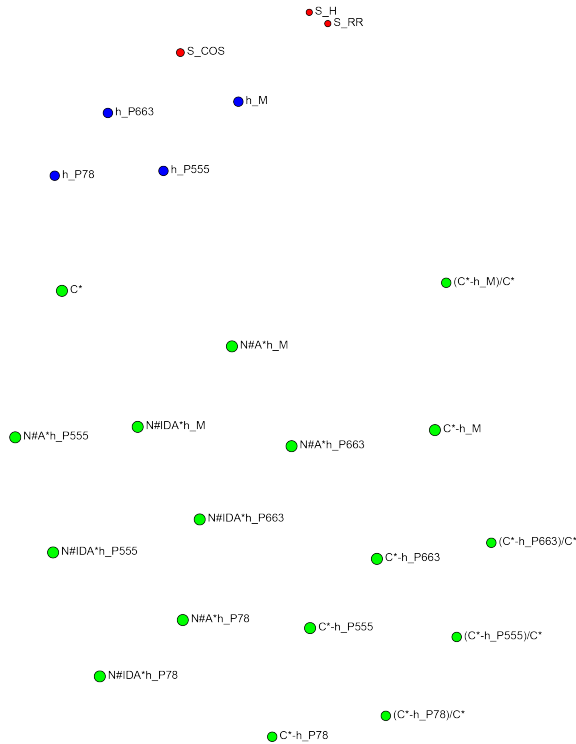 S_H
S_RR
S_COS
h_M
h_P663
h_P555
h_P78
(C*-h_M)/C*
C*
N#A*h_M
N#IDA*h_M
C*-h_M
N#A*h_P555
N#A*h_P663
N#IDA*h_P663
(C*-h_P663)/C*
N#IDA*h_P555
C*-h_P663
N#A*h_P78
C*-h_P555
(C*-h_P555)/C*
N#IDA*h_P78
(C*-h_P78)/C*
C*-h_P78